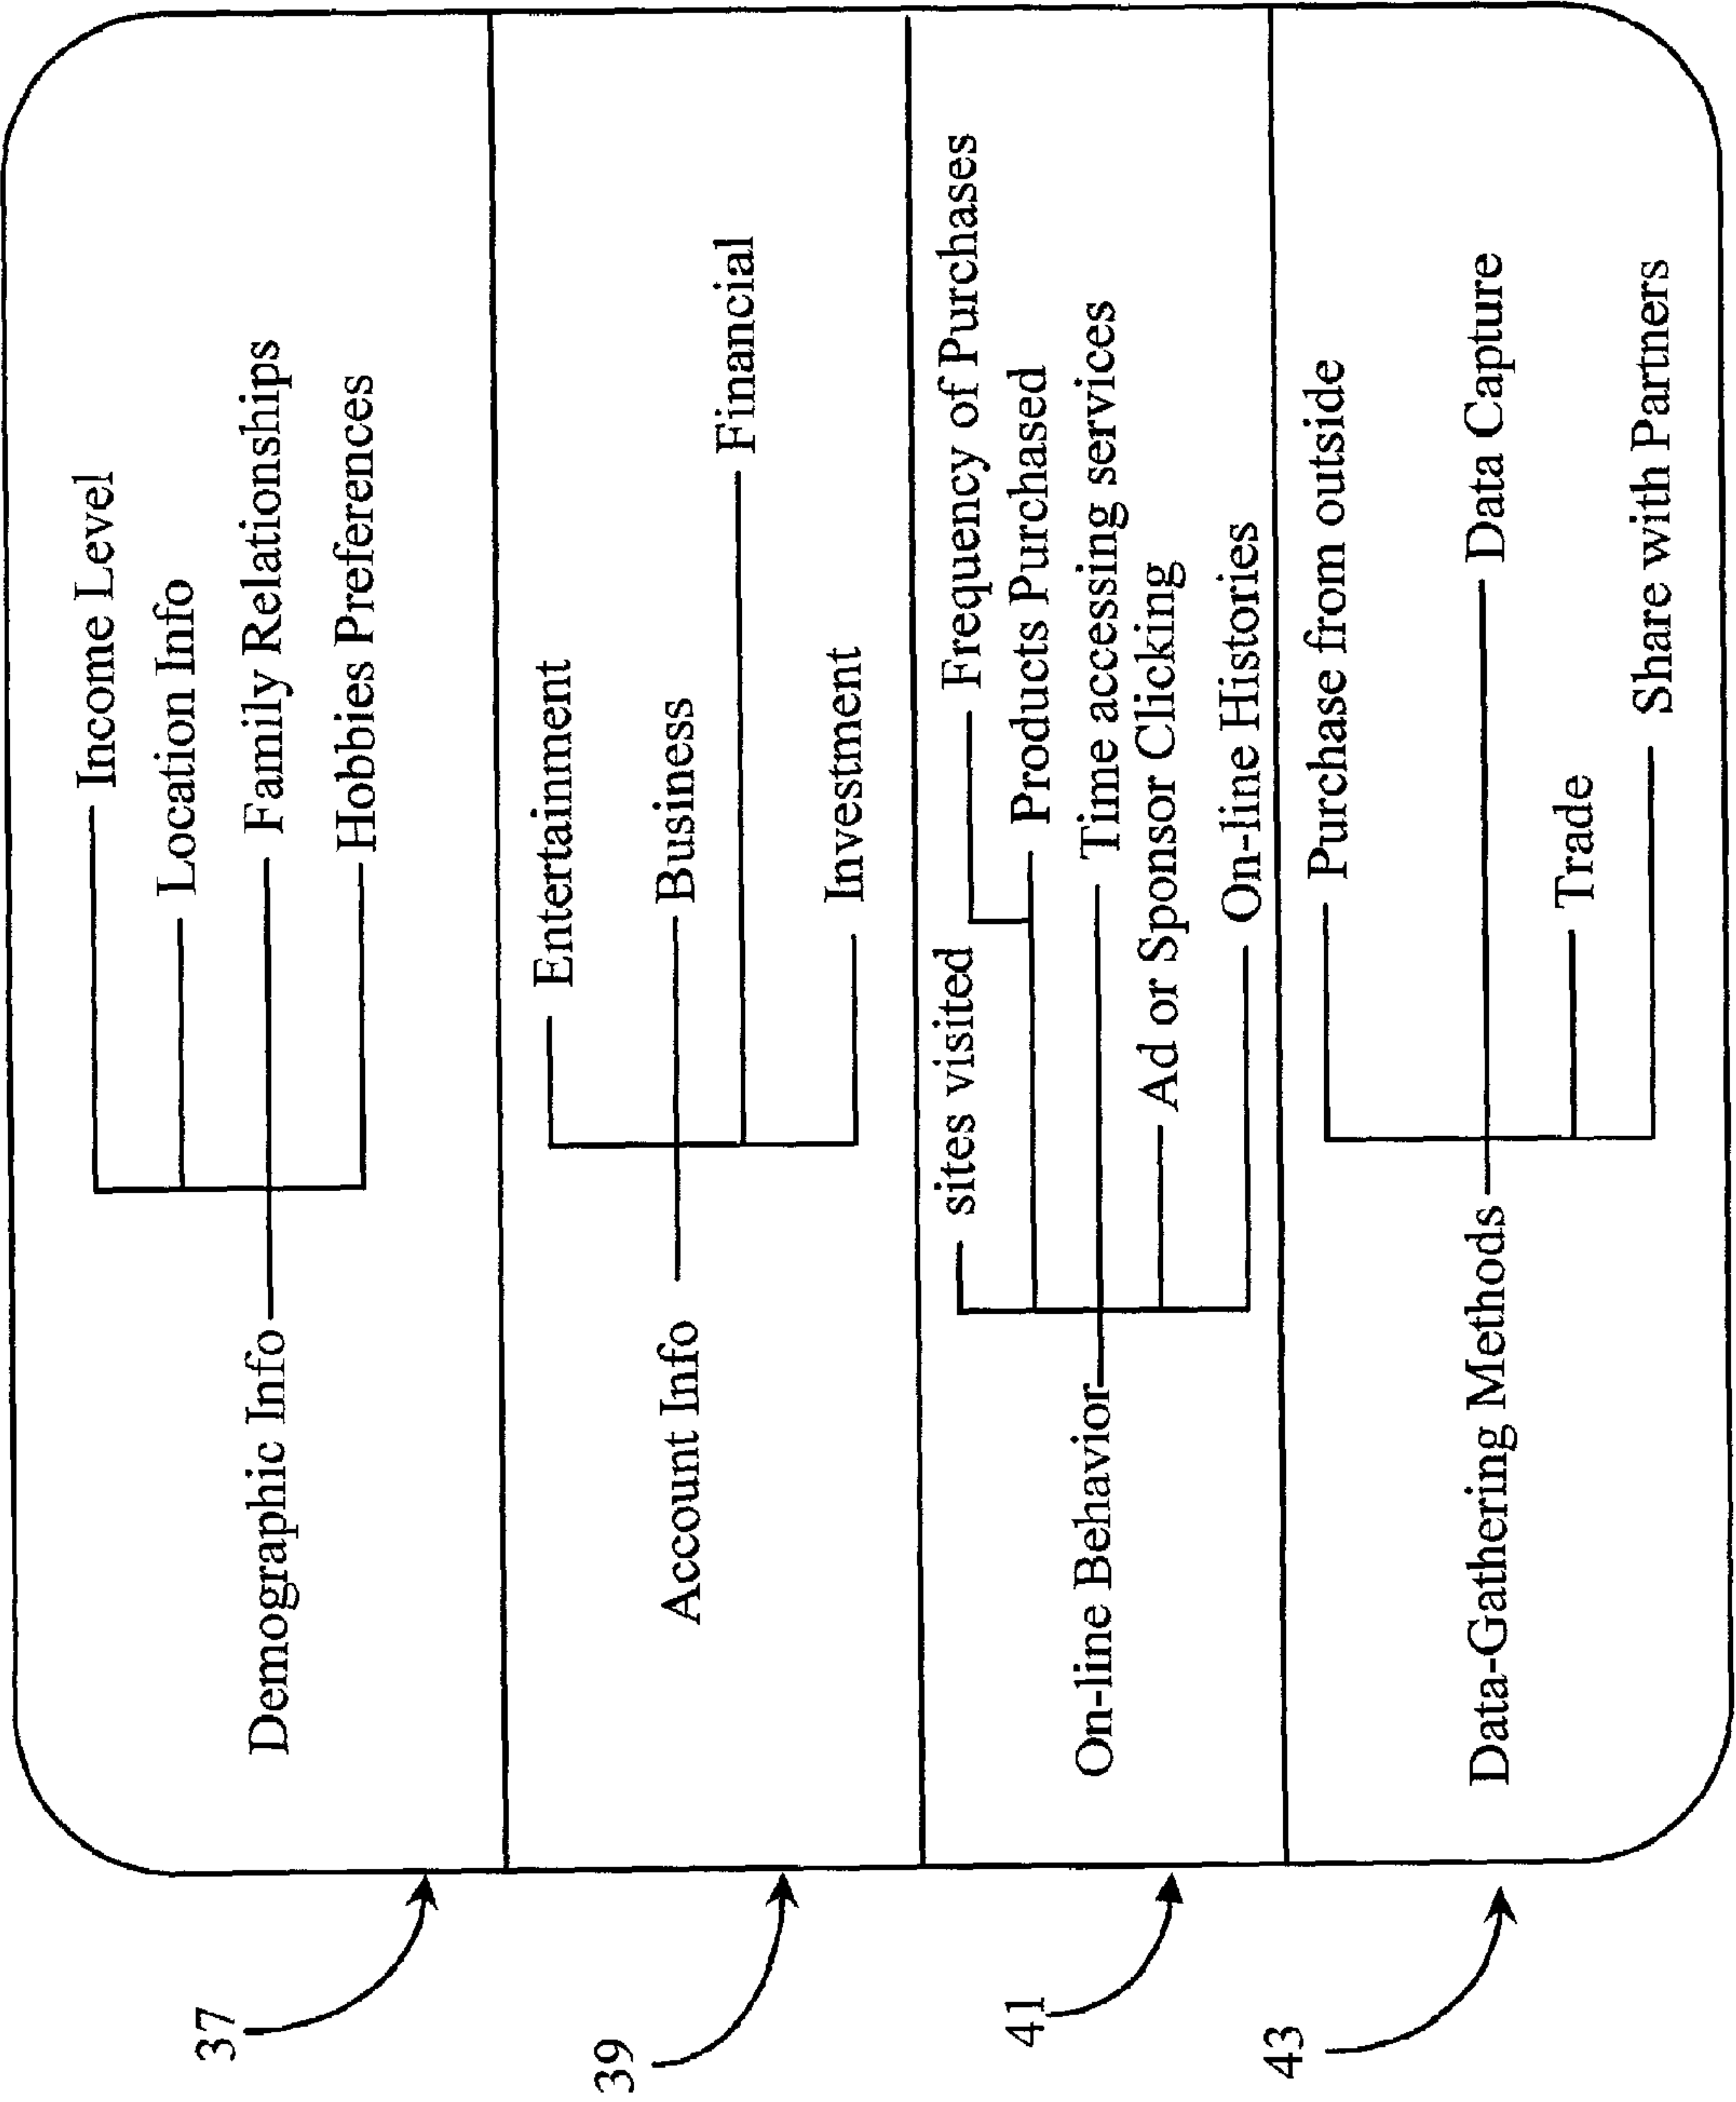 37
Demographic Info
Income Level
Location Info
Family Relationships
Hobbies Preferences
39
Account Info
Entertainment
Business
Financial
Investment
41
On-line Behavior
sites visited
Frequency of Purchases
Products Purchased
Time accessing services
Ad or Sponsor Clicking
On-line Histories
43
Data-Gathering Methods
Purchase from outside
Data Capture
Trade
Share with Partners